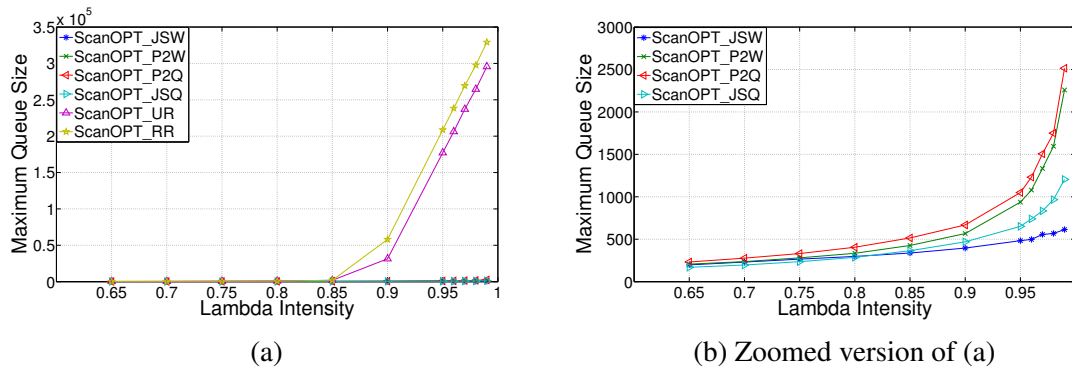 3.5 x 10^5
3
2.5
2
1.5
1
0.5
0
Maximum Queue Size
ScanOPT_JSW
ScanOPT_P2W
ScanOPT_P2Q
ScanOPT_JSQ
ScanOPT_UR
ScanOPT_RR
0.65 0.7 0.75 0.8 0.85 0.9 0.95 1
Lambda Intensity
(a)
3000
2500
2000
1500
1000
500
0
Maximum Queue Size
ScanOPT_JSW
ScanOPT_P2W
ScanOPT_P2Q
ScanOPT_JSQ
0.65 0.7 0.75 0.8 0.85 0.9 0.95
Lambda Intensity
(b) Zoomed version of (a)